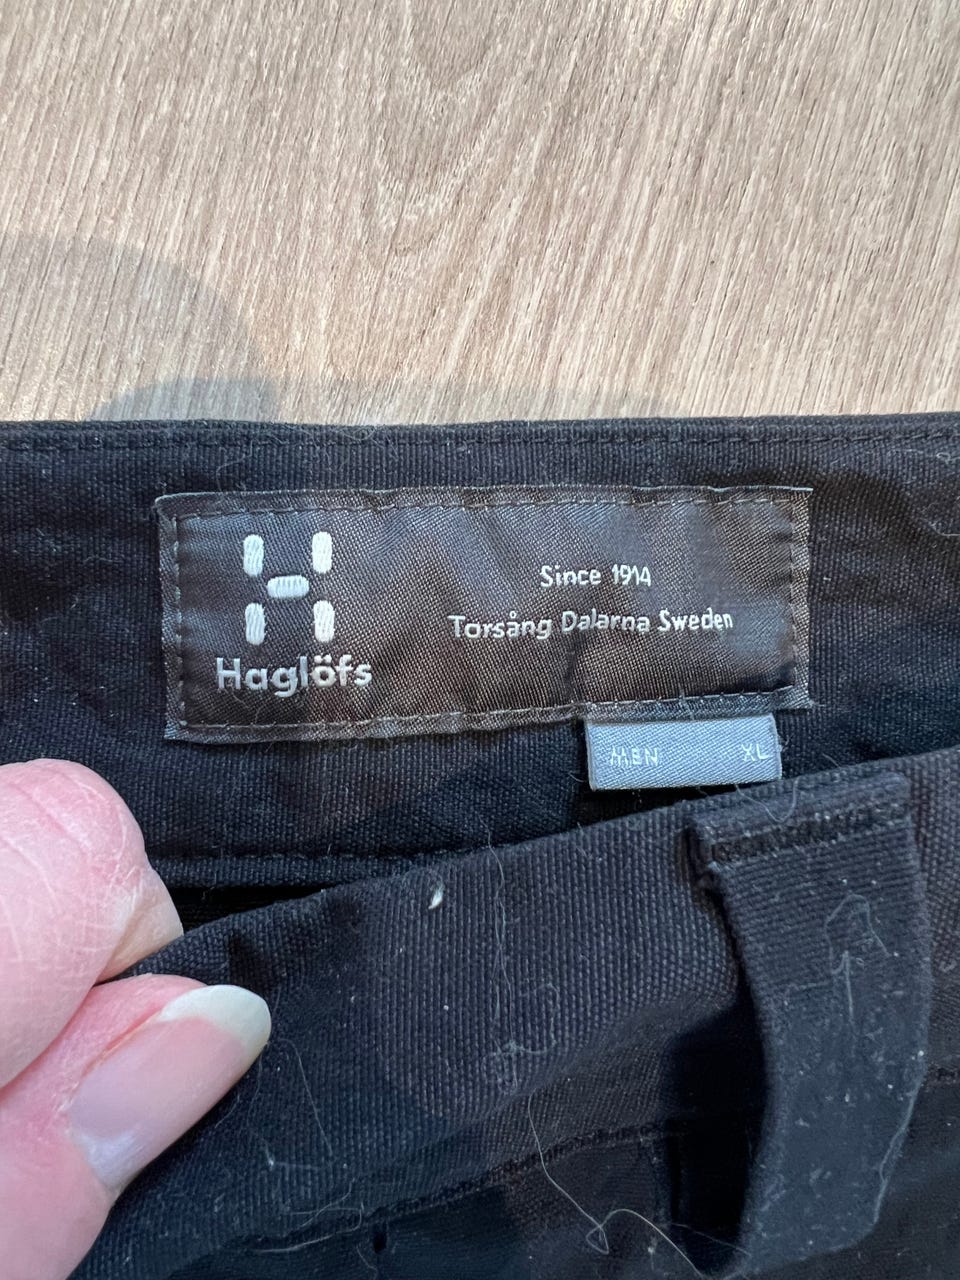 Haglöfs
Since 1914
Torsång Dalarna Sweden
MEN XL